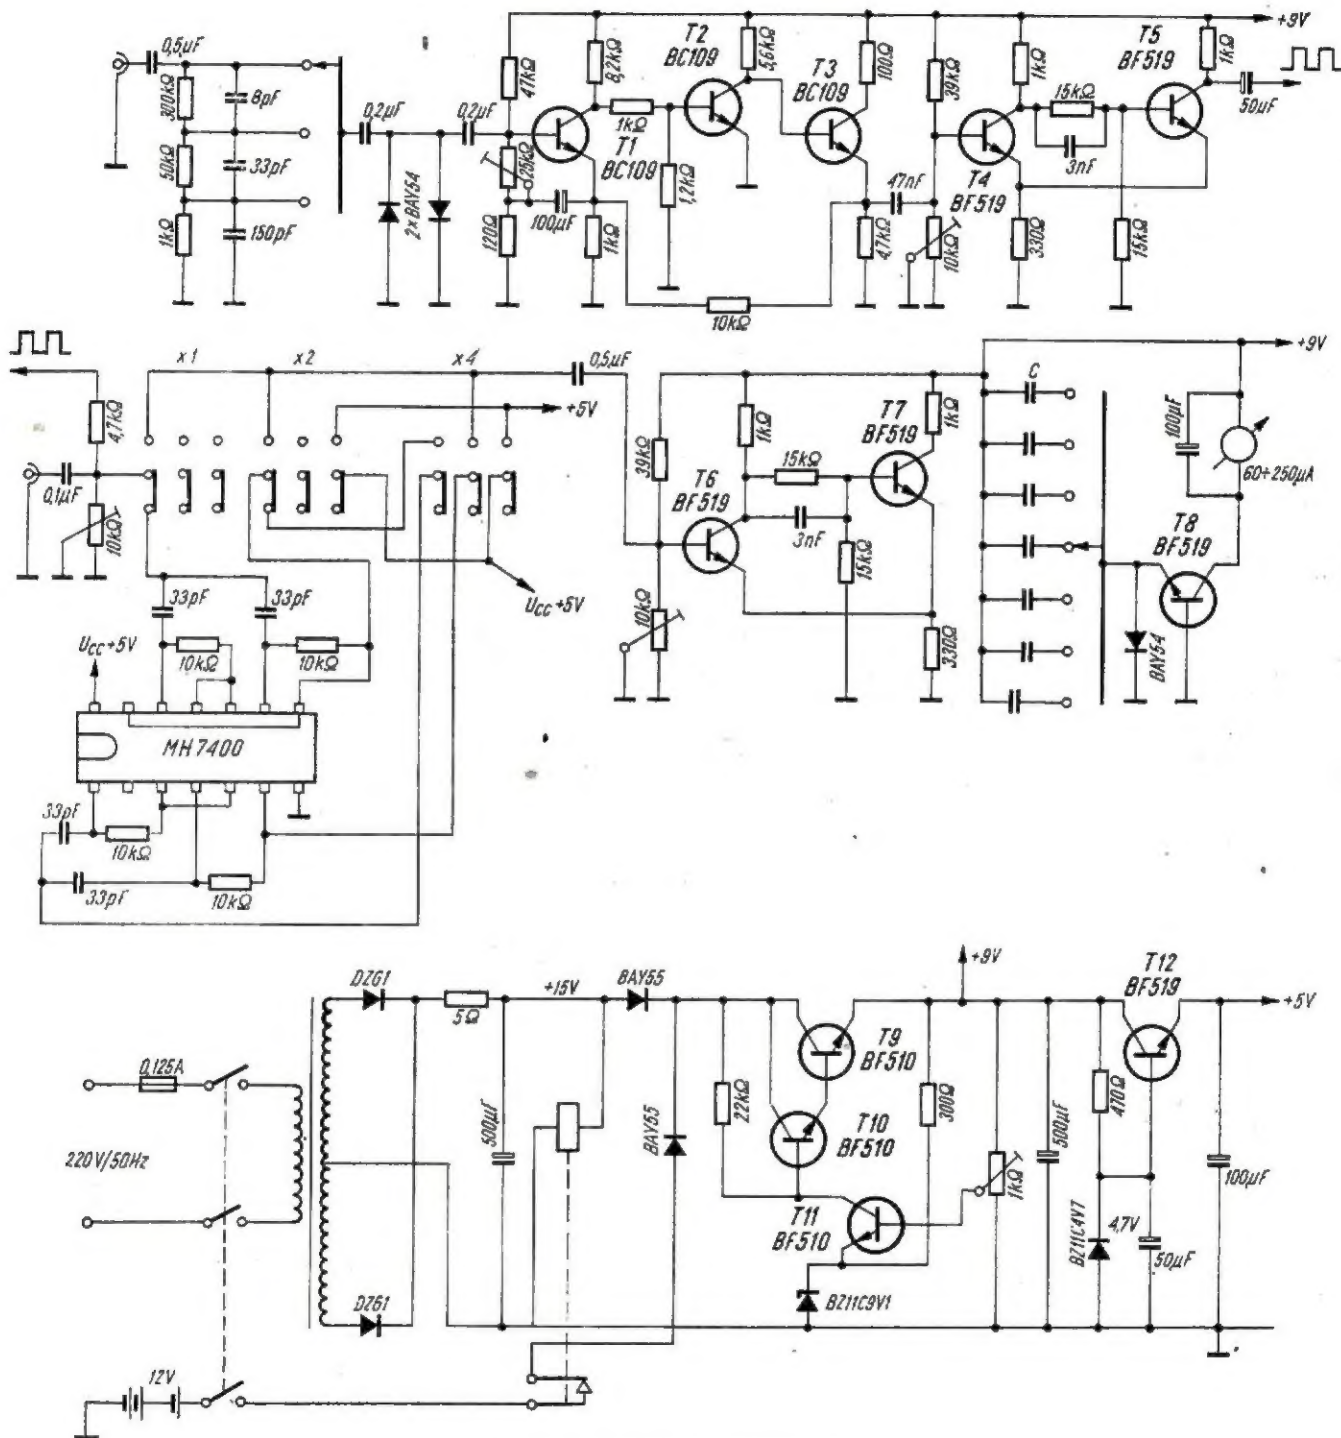 0,5µF
300kΩ
8pF
50kΩ
33pF
1kΩ
150pF
0,2µF
0,2µF
2×BAY54
47kΩ
8,2kΩ
T2
BC109
5,6kΩ
T3
BC109
100Ω
39kΩ
1kΩ
T5
BF519
1kΩ
+9V
50µF
1kΩ
T1
BC109
25kΩ
120Ω
100µF
1kΩ
1,2kΩ
10kΩ
47nF
4,7kΩ
10kΩ
T4
BF519
330Ω
15kΩ
3nF
15kΩ
×1
×2
×4
0,5µF
+5V
4,7kΩ
0,1µF
10kΩ
33pF
33pF
Ucc+5V
Ucc+5V
10kΩ
10kΩ
MH7400
33pF
10kΩ
33pF
10kΩ
39kΩ
1kΩ
T7
BF519
1kΩ
T6
BF519
15kΩ
3nF
15kΩ
10kΩ
330Ω
C
+9V
100µF
60÷250µA
T8
BF519
BAY54
DZG1
5Ω
+15V
BAY55
+9V
T12
BF519
+5V
0,125A
220V/50Hz
500µF
BAY55
22kΩ
T9
BF510
T10
BF510
T11
BF510
300Ω
1kΩ
500µF
470Ω
100µF
BZ11C9V1
BZ11C4V7
4,7V
50µF
DZG1
12V